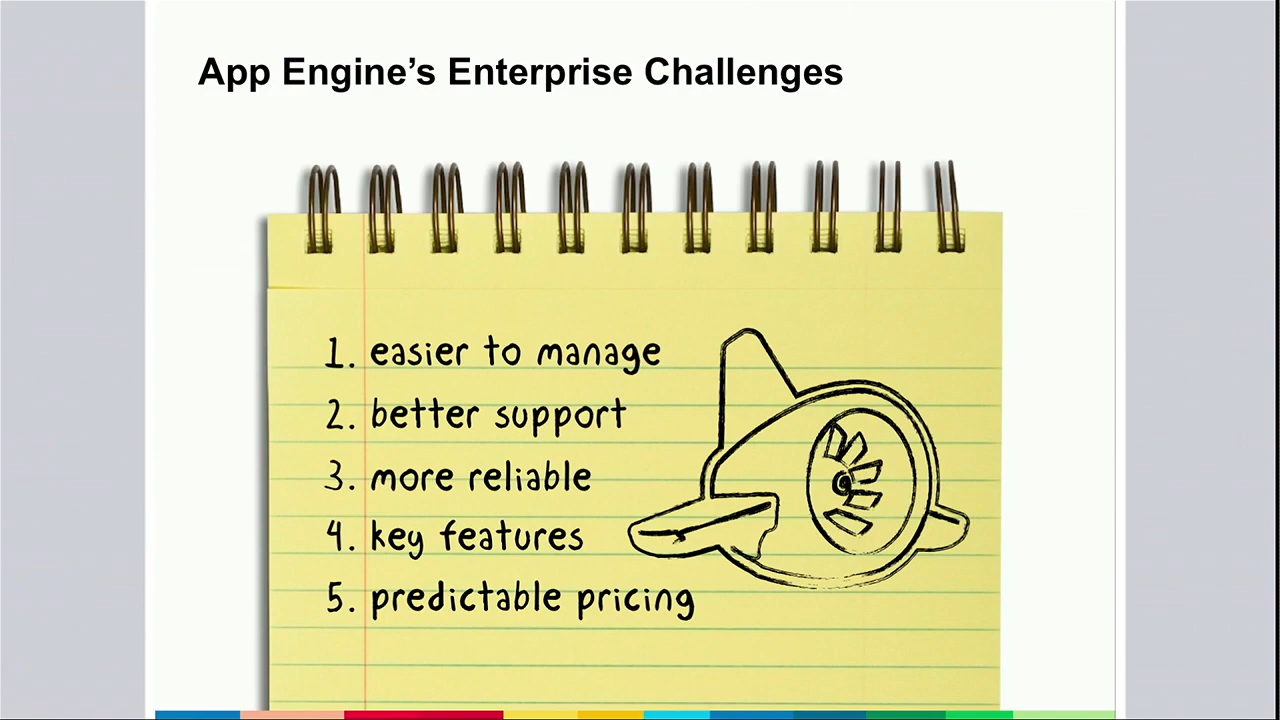 App Engine’s Enterprise Challenges
1. easier to manage
2. better support
3. more reliable
4. key features
5. predictable pricing